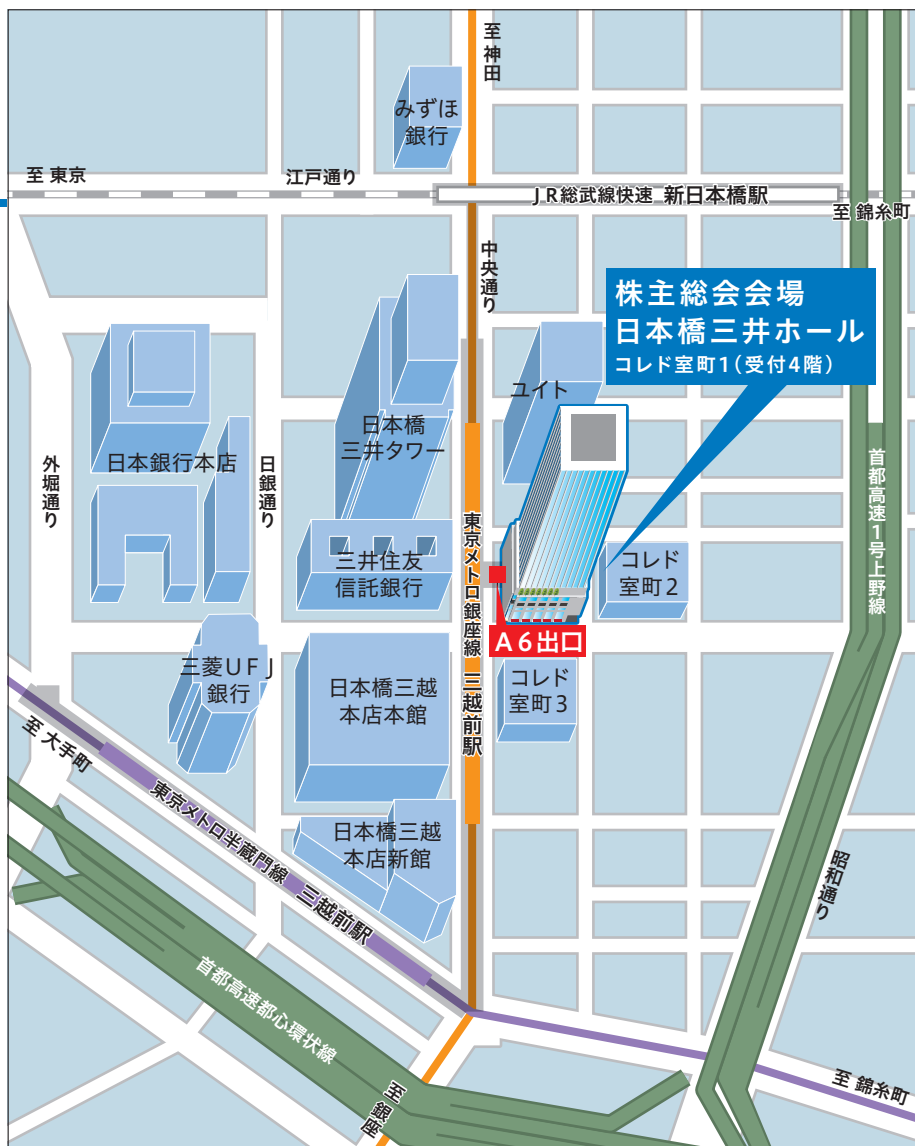 至 神田
みずほ
銀行
至 東京
江戸通り
JR総武線快速 新日本橋駅
至 錦糸町
中央通り
株主総会会場
日本橋三井ホール
コレド室町1(受付4階)
ユイト
日本橋
三井タワー
外堀通り
日本銀行本店
日銀通り
首都高速1号上野線
東京メトロ銀座線 三越前駅
三井住友
信託銀行
コレド
室町2
A6出口
三菱UFJ
銀行
日本橋三越
本店本館
コレド
室町3
至 大手町
東京メトロ半蔵門線 三越前駅
日本橋三越
本店新館
昭和通り
首都高速都心環状線
至 錦糸町
至 銀座